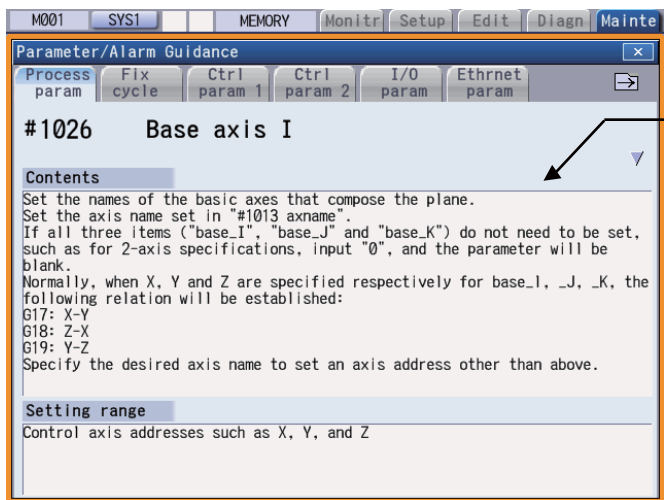 M001 SYS1 MEMORY Monitr Setup Edit Diagn Mainte
Parameter/Alarm Guidance
Process param Fix cycle Ctrl param 1 Ctrl param 2 I/O param Ethrnet param
#1026 Base axis I
Contents
Set the names of the basic axes that compose the plane.
Set the axis name set in "#1013 axname".
If all three items ("base_I", "base_J" and "base_K") do not need to be set,
such as for 2-axis specifications, input "0", and the parameter will be
blank.
Normally, when X, Y and Z are specified respectively for base_I, _J, _K, the
following relation will be established:
G17: X-Y
G18: Z-X
G19: Y-Z
Specify the desired axis name to set an axis address other than above.
Setting range
Control axis addresses such as X, Y, and Z